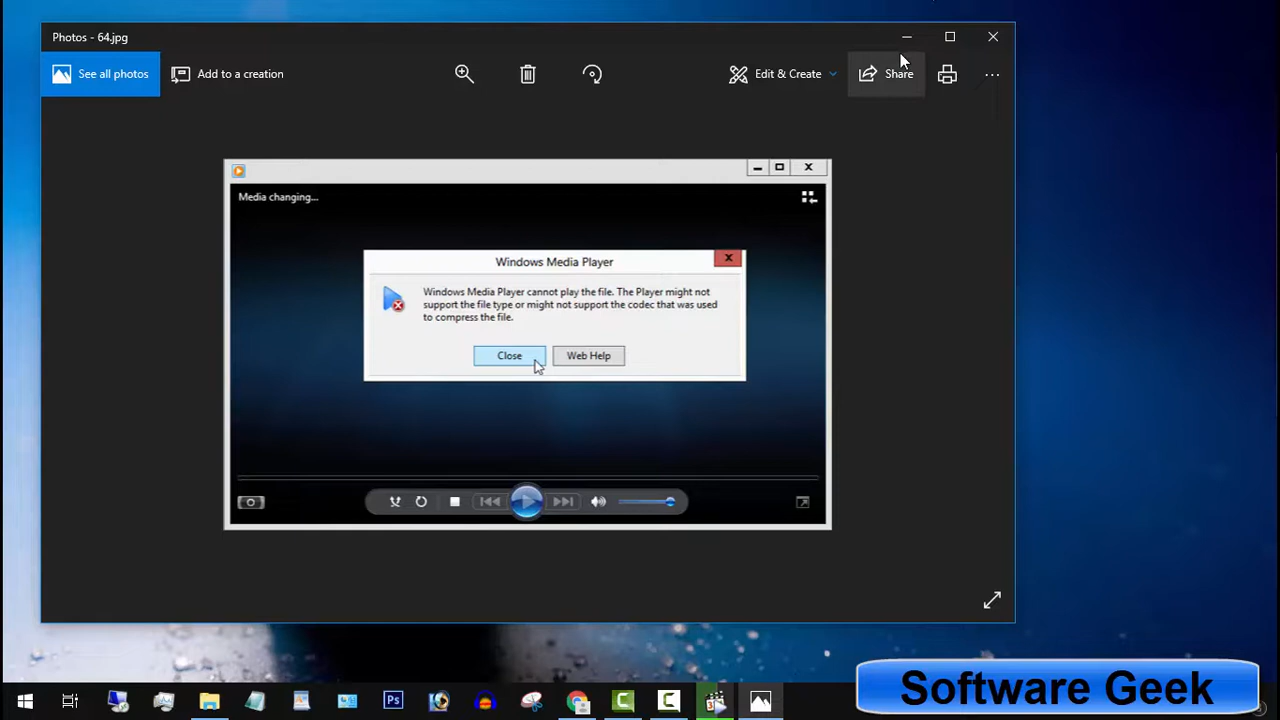 Photos - 64.jpg
See all photos
Add to a creation
Edit & Create
Share
Media changing...
Windows Media Player
Windows Media Player cannot play the file. The Player might not
support the file type or might not support the codec that was used
to compress the file.
Close
Web Help
Ps
Software Geek